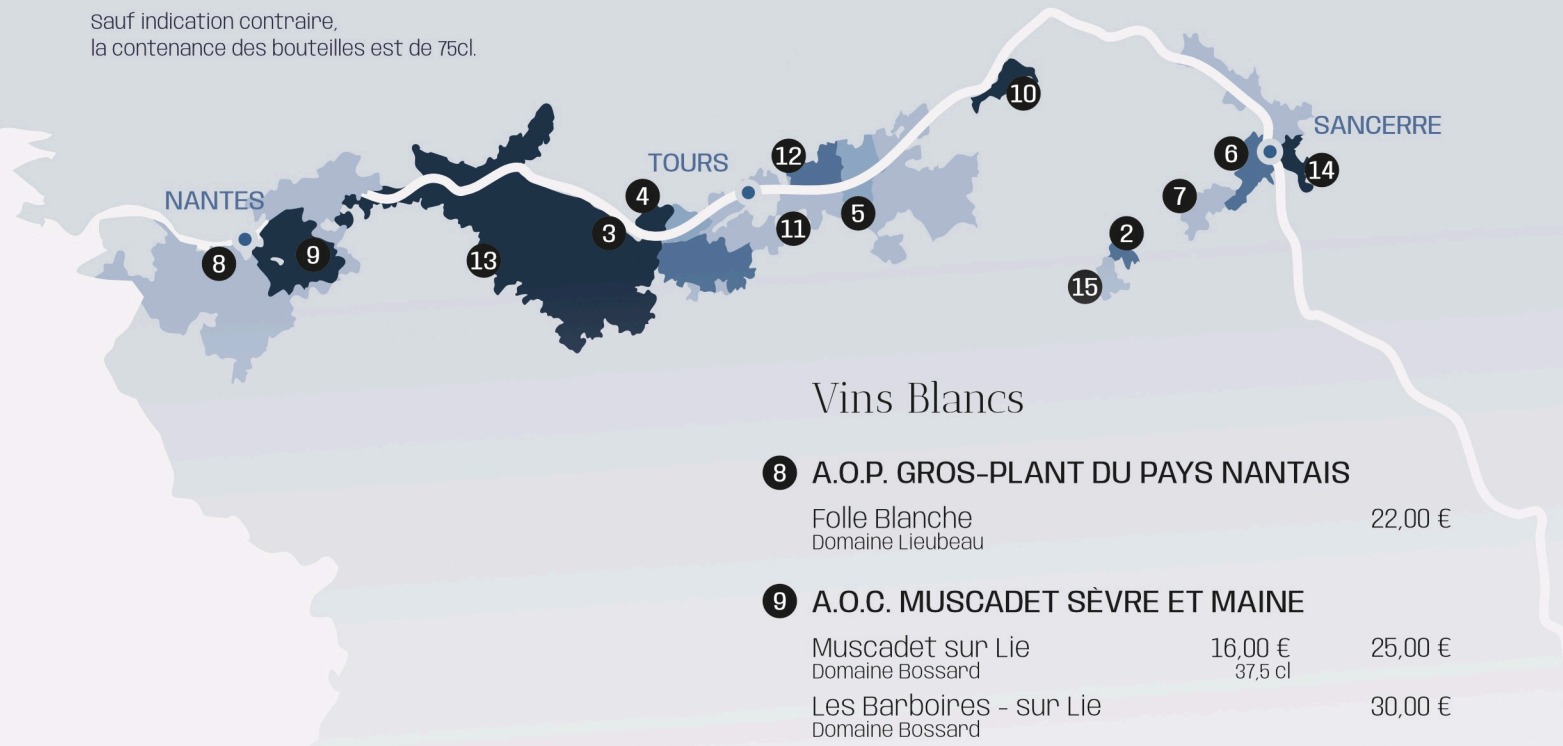 Sauf indication contraire,
la contenance des bouteilles est de 75cl.
10
SANCERRE
12
6
14
TOURS
NANTES
4
7
5
11
3
2
8
9
13
15
Vins Blancs
8 A.O.P. GROS-PLANT DU PAYS NANTAIS
Folle Blanche 22,00 €
Domaine Lieubeau
9 A.O.C. MUSCADET SÈVRE ET MAINE
Muscadet sur Lie 16,00 € 25,00 €
Domaine Bossard 37,5 cl
Les Barboires - sur Lie 30,00 €
Domaine Bossard